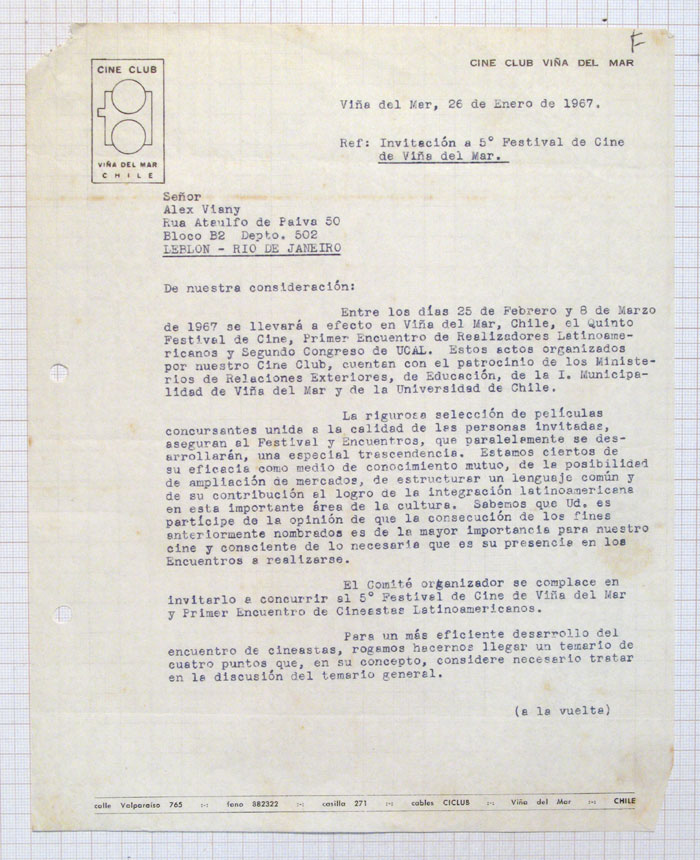 F
CINE CLUB
VIÑA DEL MAR
CHILE
CINE CLUB VIÑA DEL MAR
Viña del Mar, 26 de Enero de 1967.
Ref: Invitación a 5° Festival de Cine
de Viña del Mar.
Señor
Alex Viany
Rua Ataulfo de Paiva 50
Bloco B2 Depto. 502
LEBLON - RIO DE JANEIRO
De nuestra consideración:
Entre los días 25 de Febrero y 8 de Marzo
de 1967 se llevará a efecto en Viña del Mar, Chile, el Quinto
Festival de Cine, Primer Encuentro de Realizadores Latinoame-
ricanos y Segundo Congreso de UCAL. Estos actos organizados
por nuestro Cine Club, cuentan con el patrocinio de los Ministe-
rios de Relaciones Exteriores, de Educación, de la I. Municipa-
lidad de Viña del Mar y de la Universidad de Chile.
La rigurosa selección de películas
concursantes unida a la calidad de las personas invitadas,
aseguran al Festival y Encuentros, que paralelamente se des-
arrollarán, una especial trascendencia. Estamos ciertos de
su eficacia como medio de conocimiento mutuo, de la posibilidad
de ampliación de mercados, de estructurar un lenguaje común y
de su contribución al logro de la integración latinoamericana
en esta importante área de la cultura. Sabemos que Ud. es
partícipe de la opinión de que la consecución de los fines
anteriormente nombrados es de la mayor importancia para nuestro
cine y consciente de lo necesaria que es su presencia en los
Encuentros a realizarse.
El Comité organizador se complace en
invitarlo a concurrir al 5° Festival de Cine de Viña del Mar
y Primer Encuentro de Cineastas Latinoamericanos.
Para un más eficiente desarrollo del
encuentro de cineastas, rogamos hacernos llegar un temario de
cuatro puntos que, en su concepto, considere necesario tratar
en la discusión del temario general.
(a la vuelta)
calle Valparaíso 765 :-: fono 882322 :-: casilla 271 :-: cables CICLUB :-: Viña del Mar :-: CHILE